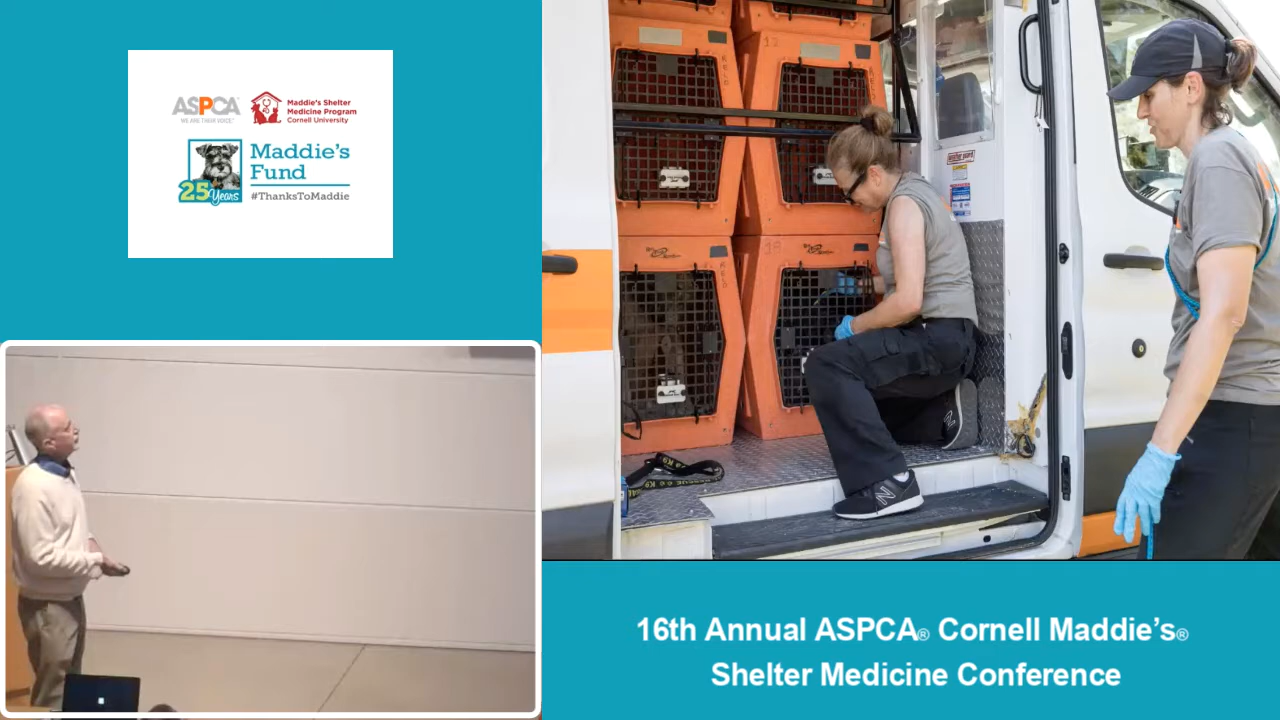 ASPCA
WE ARE THEIR VOICE.
Maddie's Shelter
Medicine Program
Cornell University
Maddie's
Fund
25 Years
#ThanksToMaddie
16th Annual ASPCA® Cornell Maddie's®
Shelter Medicine Conference